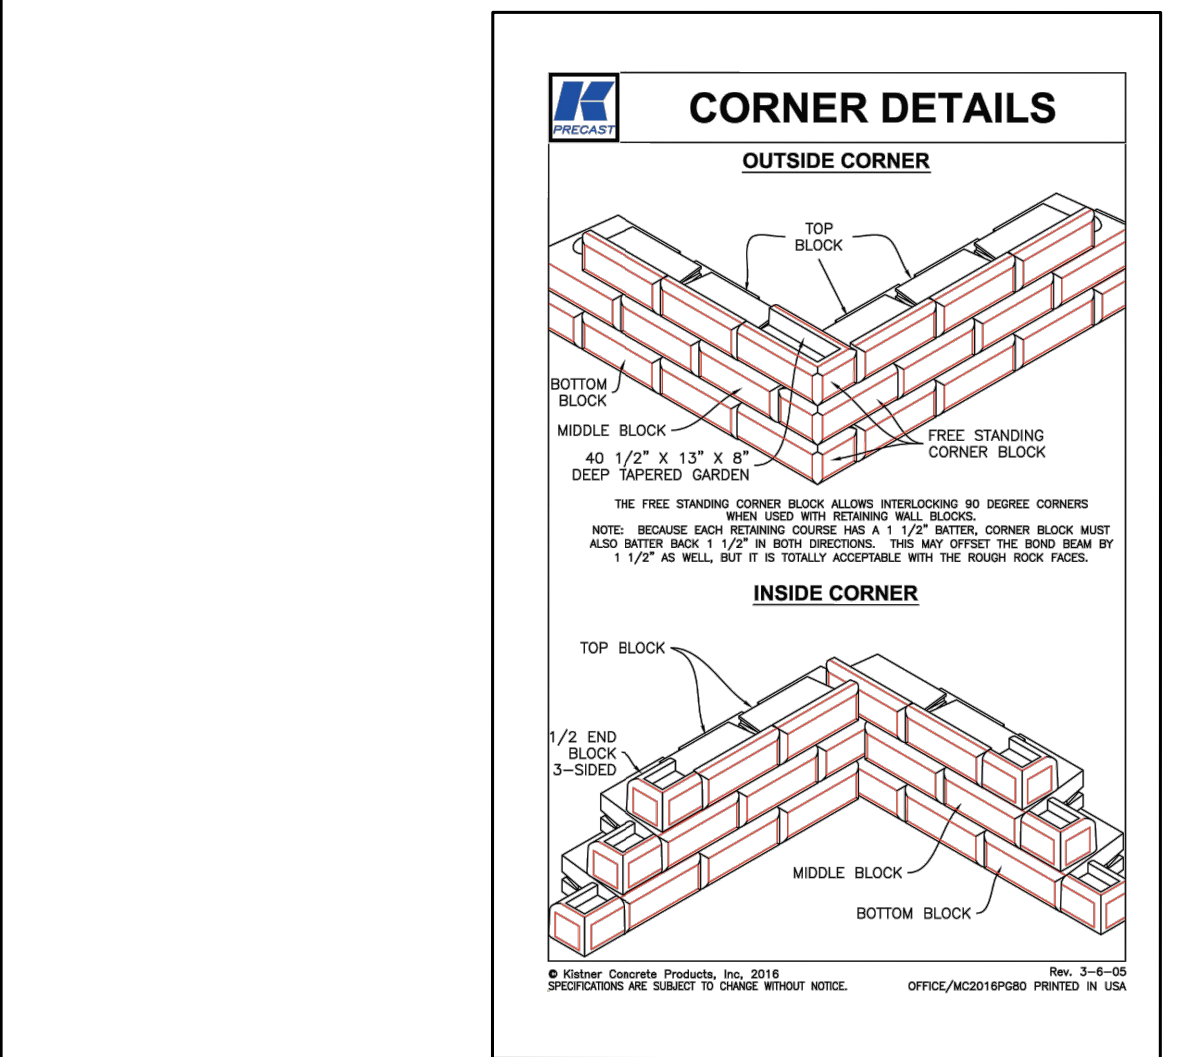 PRECAST
CORNER DETAILS
OUTSIDE CORNER
TOP
BLOCK
BOTTOM
BLOCK
MIDDLE BLOCK
40 1/2" X 13" X 8"
DEEP TAPERED GARDEN
FREE STANDING
CORNER BLOCK
THE FREE STANDING CORNER BLOCK ALLOWS INTERLOCKING 90 DEGREE CORNERS
WHEN USED WITH RETAINING WALL BLOCKS.
NOTE: BECAUSE EACH RETAINING COURSE HAS A 1 1/2" BATTER, CORNER BLOCK MUST
ALSO BATTER BACK 1 1/2" IN BOTH DIRECTIONS. THIS MAY OFFSET THE BOND BEAM BY
1 1/2" AS WELL, BUT IT IS TOTALLY ACCEPTABLE WITH THE ROUGH ROCK FACES.
INSIDE CORNER
TOP BLOCK
1/2 END
BLOCK
3-SIDED
MIDDLE BLOCK
BOTTOM BLOCK
© Kistner Concrete Products, Inc, 2016
SPECIFICATIONS ARE SUBJECT TO CHANGE WITHOUT NOTICE.
Rev. 3-6-05
OFFICE/MC2016PG80 PRINTED IN USA